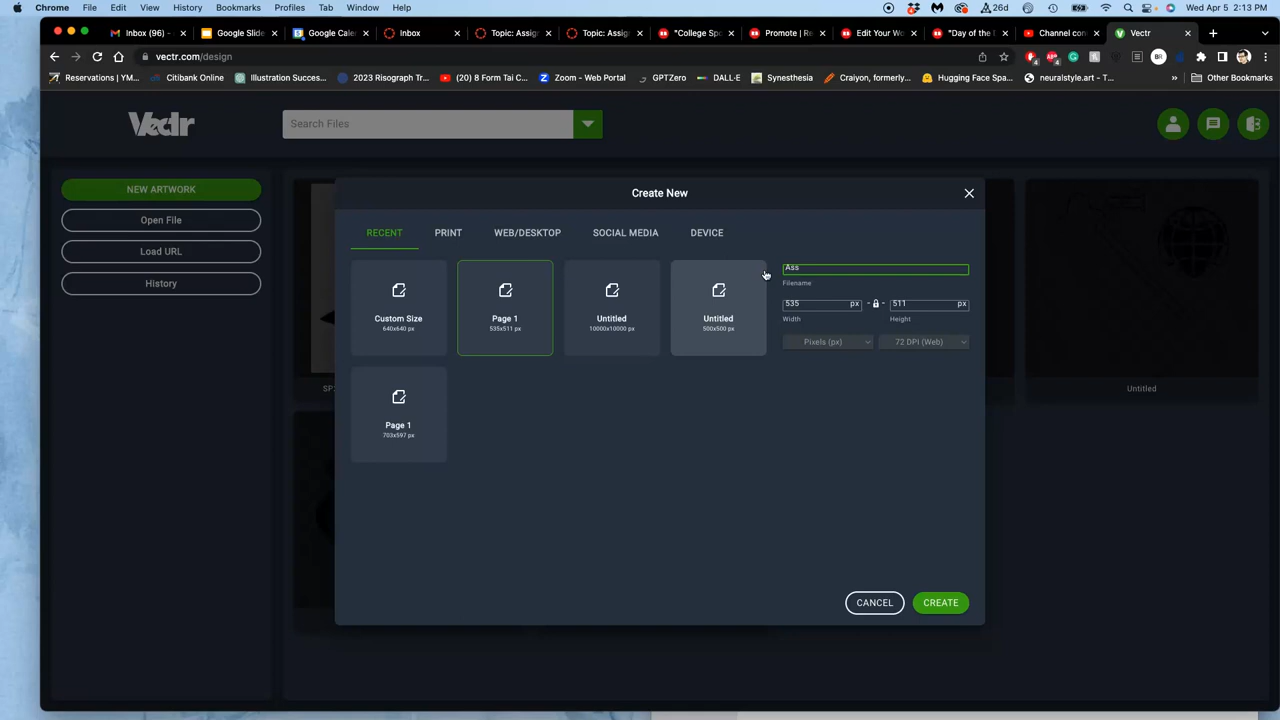 Chrome File Edit View History Bookmarks Profiles Tab Window Help 26d Wed Apr 5 2:13 PM
Inbox (96) - Google Slide Google Cale Inbox Topic: Assig Topic: Assig *College Spo Promote | Re Edit Your Wo *Day of the Channel con Vectr
vectr.com/design
Reservations | YM... Citibank Online Illustration Succes... 2023 Risograph Tri... (20) 8 Form Tai C... Zoom - Web Portal GPTZero DALL-E Synesthesia Craiyon, formerly... Hugging Face Spa... neuralstyle.art - T... » Other Bookmarks
Vectr
Search Files
NEW ARTWORK
Open File
Load URL
History
Create New
RECENT PRINT WEB/DESKTOP SOCIAL MEDIA DEVICE
Custom Size
640x640 px
Page 1
535x511 px
Untitled
10000x10000 px
Untitled
500x500 px
Page 1
703x597 px
Ass
Filename
535 px - - 511 px
Width Height
Pixels (px) 72 DPI (Web)
CANCEL CREATE
Untitled